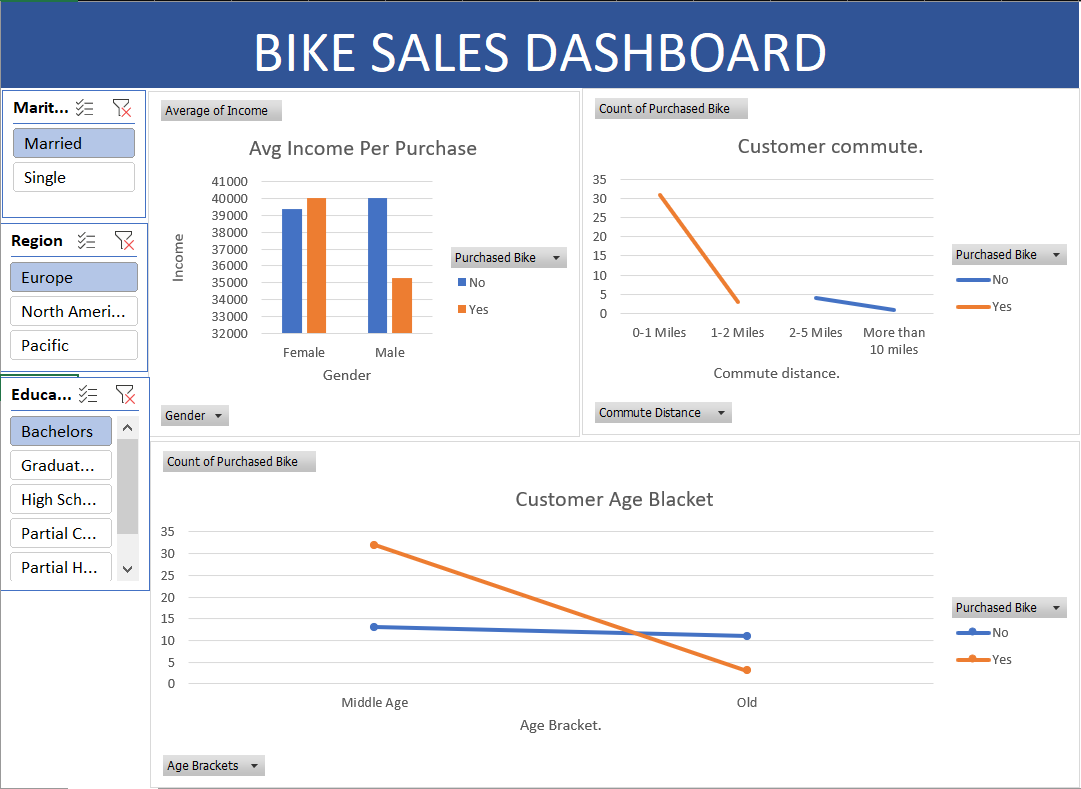 BIKE SALES DASHBOARD
Marit...
Married
Single
Region
Europe
North Ameri...
Pacific
Educa...
Bachelors
Graduat...
High Sch...
Partial C...
Partial H...
Average of Income
Avg Income Per Purchase
41000
40000
39000
38000
37000
36000
35000
34000
33000
32000
Income
Female
Male
Gender
Purchased Bike
No
Yes
Gender
Count of Purchased Bike
Customer commute.
35
30
25
20
15
10
5
0
0-1 Miles
1-2 Miles
2-5 Miles
More than
10 miles
Commute distance.
Purchased Bike
No
Yes
Commute Distance
Count of Purchased Bike
Customer Age Blacket
35
30
25
20
15
10
5
0
Middle Age
Old
Age Bracket.
Purchased Bike
No
Yes
Age Brackets